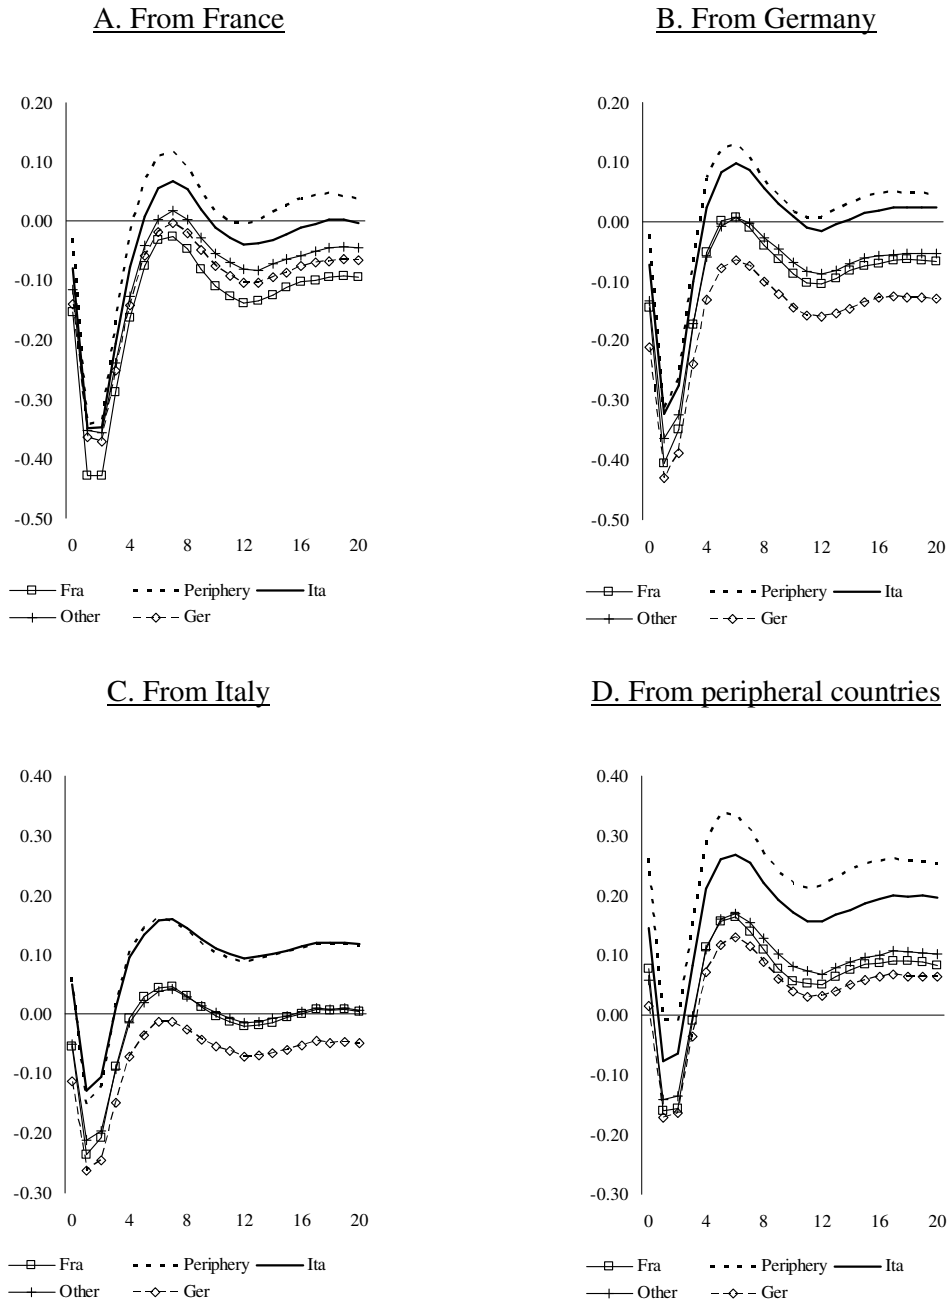 A. From France
0.20
0.10
0.00
-0.10
-0.20
-0.30
-0.40
-0.50
0 4 8 12 16 20
Fra Periphery Ita
Other Ger
B. From Germany
0.20
0.10
0.00
-0.10
-0.20
-0.30
-0.40
-0.50
0 4 8 12 16 20
Fra Periphery Ita
Other Ger
C. From Italy
0.40
0.30
0.20
0.10
0.00
-0.10
-0.20
-0.30
0 4 8 12 16 20
Fra Periphery Ita
Other Ger
D. From peripheral countries
0.40
0.30
0.20
0.10
0.00
-0.10
-0.20
-0.30
0 4 8 12 16 20
Fra Periphery Ita
Other Ger